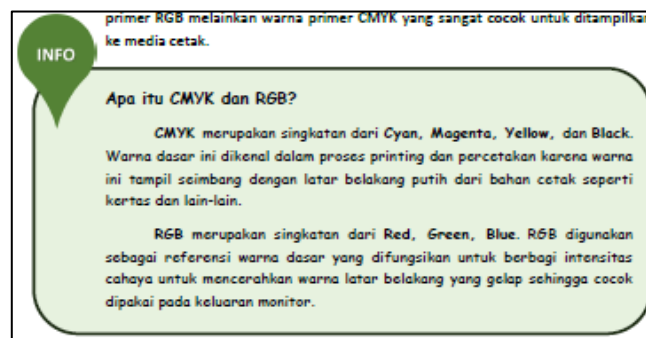 primer RGB melainkan warna primer CMYK yang sangat cocok untuk ditampilkan
ke media cetak.
INFO
Apa itu CMYK dan RGB?
CMYK merupakan singkatan dari Cyan, Magenta, Yellow, dan Black.
Warna dasar ini dikenal dalam proses printing dan percetakan karena warna
ini tampil seimbang dengan latar belakang putih dari bahan cetak seperti
kertas dan lain-lain.
RGB merupakan singkatan dari Red, Green, Blue. RGB digunakan
sebagai referensi warna dasar yang difungsikan untuk berbagi intensitas
cahaya untuk mencerahkan warna latar belakang yang gelap sehingga cocok
dipakai pada keluaran monitor.